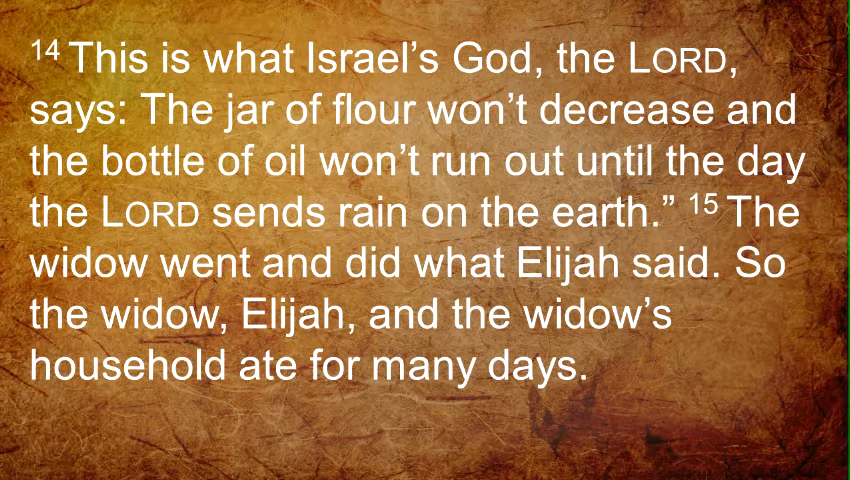 14 This is what Israel’s God, the LORD,
says: The jar of flour won’t decrease and
the bottle of oil won’t run out until the day
the LORD sends rain on the earth.” 15 The
widow went and did what Elijah said. So
the widow, Elijah, and the widow’s
household ate for many days.